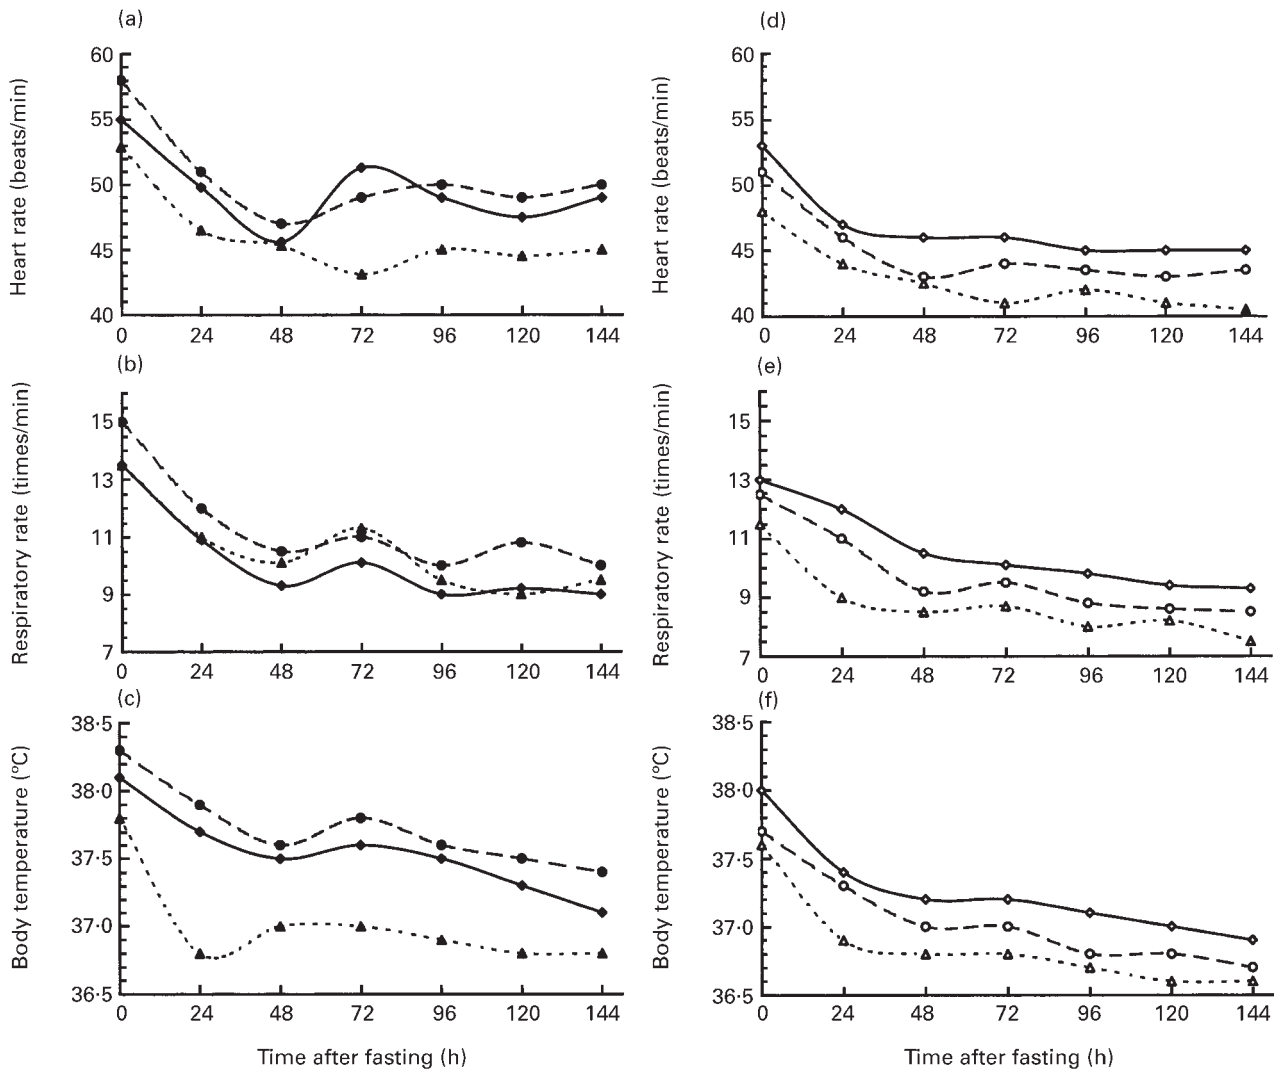 (a)
Heart rate (beats/min)
60
55
50
45
40
0 24 48 72 96 120 144
(d)
Heart rate (beats/min)
60
55
50
45
40
0 24 48 72 96 120 144
(b)
Respiratory rate (times/min)
15
13
11
9
7
0 24 48 72 96 120 144
(e)
Respiratory rate (times/min)
15
13
11
9
7
0 24 48 72 96 120 144
(c)
Body temperature (°C)
38·5
38·0
37·5
37·0
36·5
0 24 48 72 96 120 144
Time after fasting (h)
(f)
Body temperature (°C)
38·5
38·0
37·5
37·0
36·5
0 24 48 72 96 120 144
Time after fasting (h)